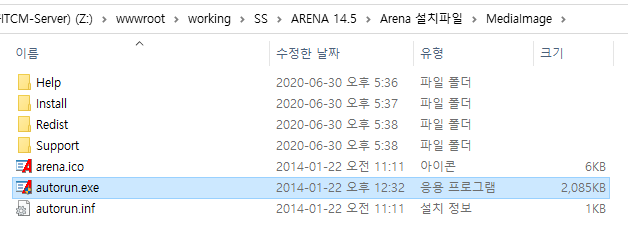 ITCM-Server) (Z:) > wwwroot > working > SS > ARENA 14.5 > Arena 설치파일 > MediaImage >
이름 수정한 날짜 유형 크기
Help 2020-06-30 오후 5:36 파일 폴더
Install 2020-06-30 오후 5:37 파일 폴더
Redist 2020-06-30 오후 5:38 파일 폴더
Support 2020-06-30 오후 5:38 파일 폴더
arena.ico 2014-01-22 오전 11:11 아이콘 6KB
autorun.exe 2014-01-22 오후 12:32 응용 프로그램 2,085KB
autorun.inf 2014-01-22 오전 11:11 설치 정보 1KB